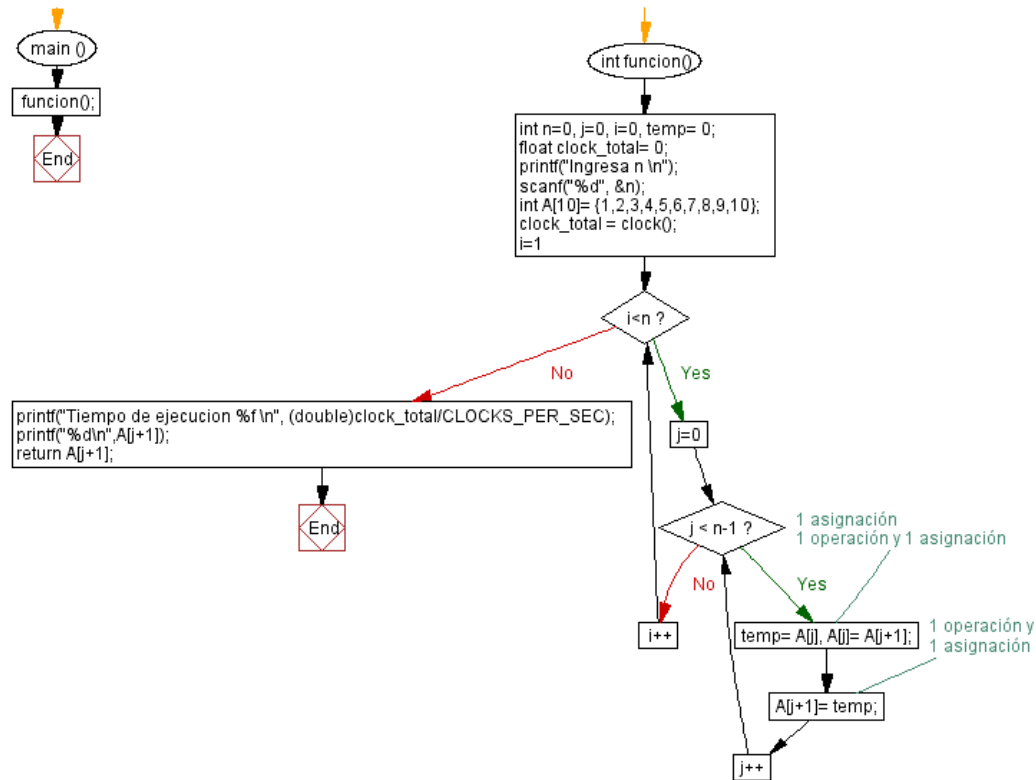 main ()
funcion();
End
int funcion()
int n=0, j=0, i=0, temp= 0;
float clock_total= 0;
printf("Ingresa n \n");
scanf("%d", &n);
int A[10]= {1,2,3,4,5,6,7,8,9,10};
clock_total = clock();
i=1
i<n ?
No
Yes
printf("Tiempo de ejecucion %f \n", (double)clock_total/CLOCKS_PER_SEC);
printf("%d\n",A[j+1]);
return A[j+1];
End
j=0
j < n-1 ?
1 asignación
1 operación y 1 asignación
No
Yes
i++
temp= A[j], A[j]= A[j+1];
1 operación y
1 asignación
A[j+1]= temp;
j++